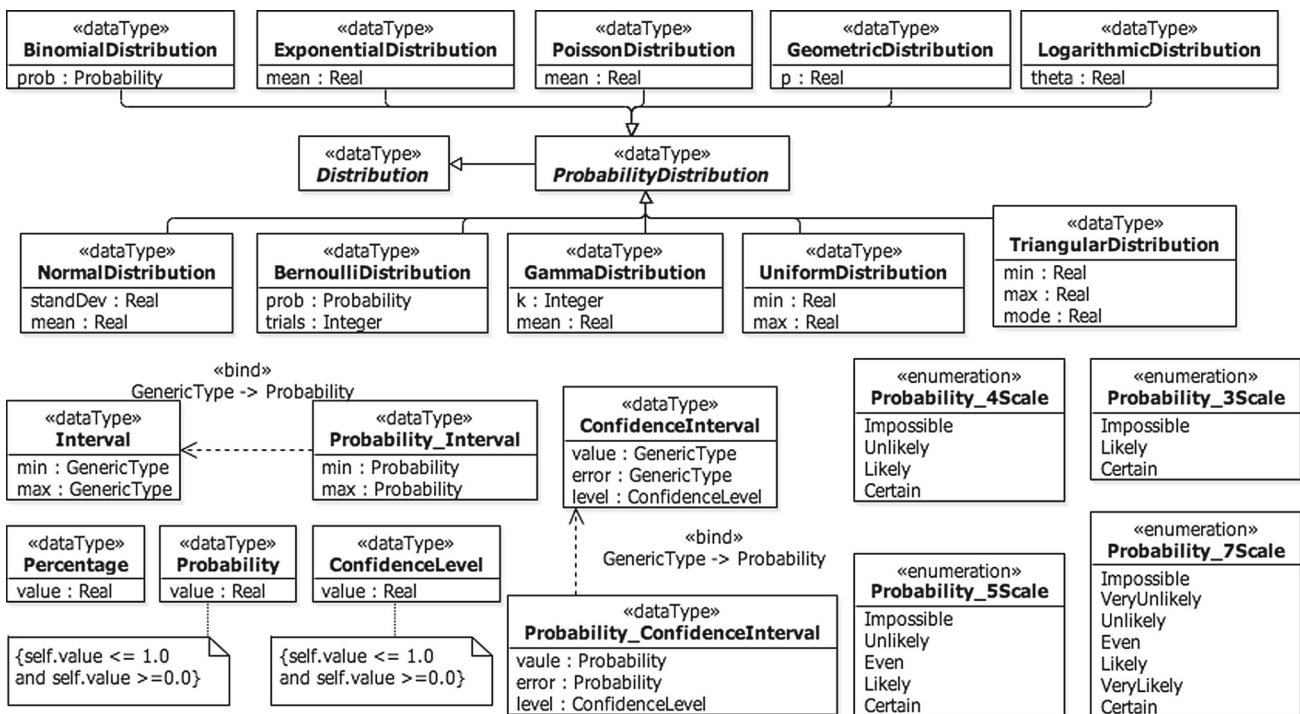 «dataType»
BinomialDistribution
prob : Probability
«dataType»
ExponentialDistribution
mean : Real
«dataType»
PoissonDistribution
mean : Real
«dataType»
GeometricDistribution
p : Real
«dataType»
LogarithmicDistribution
theta : Real
«dataType»
Distribution
«dataType»
ProbabilityDistribution
«dataType»
NormalDistribution
standDev : Real
mean : Real
«dataType»
BernoulliDistribution
prob : Probability
trials : Integer
«dataType»
GammaDistribution
k : Integer
mean : Real
«dataType»
UniformDistribution
min : Real
max : Real
«dataType»
TriangularDistribution
min : Real
max : Real
mode : Real
«bind»
GenericType -> Probability
«dataType»
Interval
min : GenericType
max : GenericType
«dataType»
Probability_Interval
min : Probability
max : Probability
«dataType»
ConfidenceInterval
value : GenericType
error : GenericType
level : ConfidenceLevel
«enumeration»
Probability_4Scale
Impossible
Unlikely
Likely
Certain
«enumeration»
Probability_3Scale
Impossible
Likely
Certain
«dataType»
Percentage
value : Real
«dataType»
Probability
value : Real
«dataType»
ConfidenceLevel
value : Real
«bind»
GenericType -> Probability
{self.value <= 1.0
and self.value >=0.0}
{self.value <= 1.0
and self.value >=0.0}
«dataType»
Probability_ConfidenceInterval
vaule : Probability
error : Probability
level : ConfidenceLevel
«enumeration»
Probability_5Scale
Impossible
Unlikely
Even
Likely
Certain
«enumeration»
Probability_7Scale
Impossible
VeryUnlikely
Unlikely
Even
Likely
VeryLikely
Certain